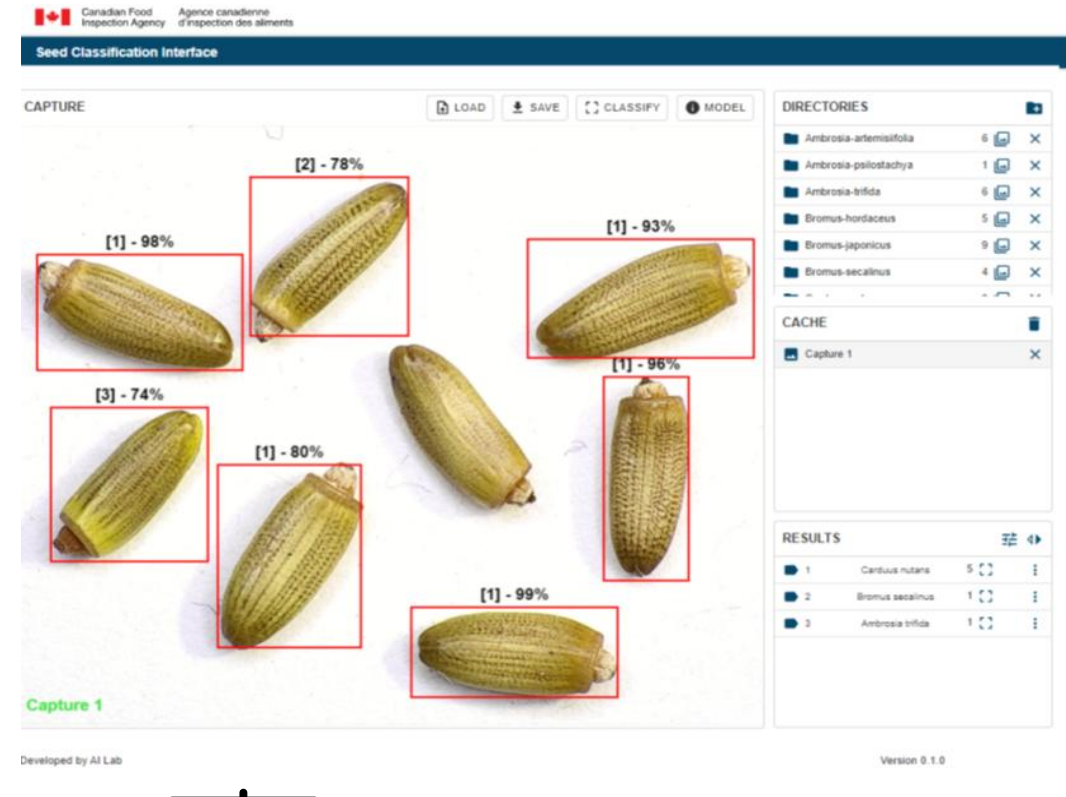 Canadian Food Agence canadienne
Inspection Agency d'inspection des aliments
Seed Classification Interface
CAPTURE
LOAD
SAVE
CLASSIFY
MODEL
[2] - 78%
[1] - 98%
[1] - 93%
[1] - 96%
[3] - 74%
[1] - 80%
[1] - 99%
Capture 1
DIRECTORIES
Ambrosia-artemisiifolia 6
Ambrosia-psilostachya 1
Ambrosia-trifida 6
Bromus-hordaceus 5
Bromus-japonicus 9
Bromus-secalinus 4
CACHE
Capture 1
RESULTS
1 Carduus nutans 5
2 Bromus secalinus 1
3 Ambrosia trifida 1
Developed by AI Lab
Version 0.1.0